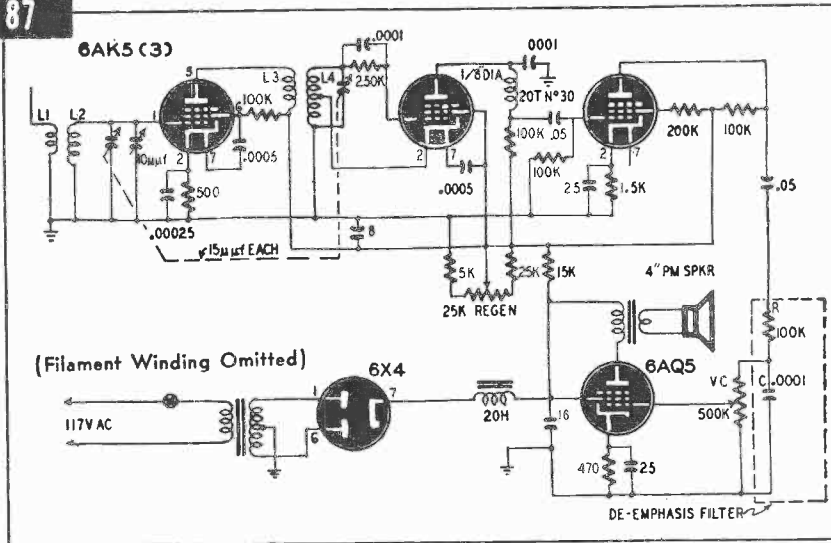 87
6AK5 (3)
.0001
.0001
L3
L4
250K
1/8 DIA
20T Nº 30
L1
L2
1
5
6
100K
10µµf
2
7
.0005
500
.00025
15µµf EACH
8
2
7
.0005
100K
.05
100K
2
7
25
1.5K
200K
100K
.05
5K
25K
15K
25K REGEN
4" PM SPKR
R
100K
(Filament Winding Omitted)
6X4
6AQ5
VC
C
.0001
500K
1
7
6
117V AC
20H
16
470
25
DE-EMPHASIS FILTER